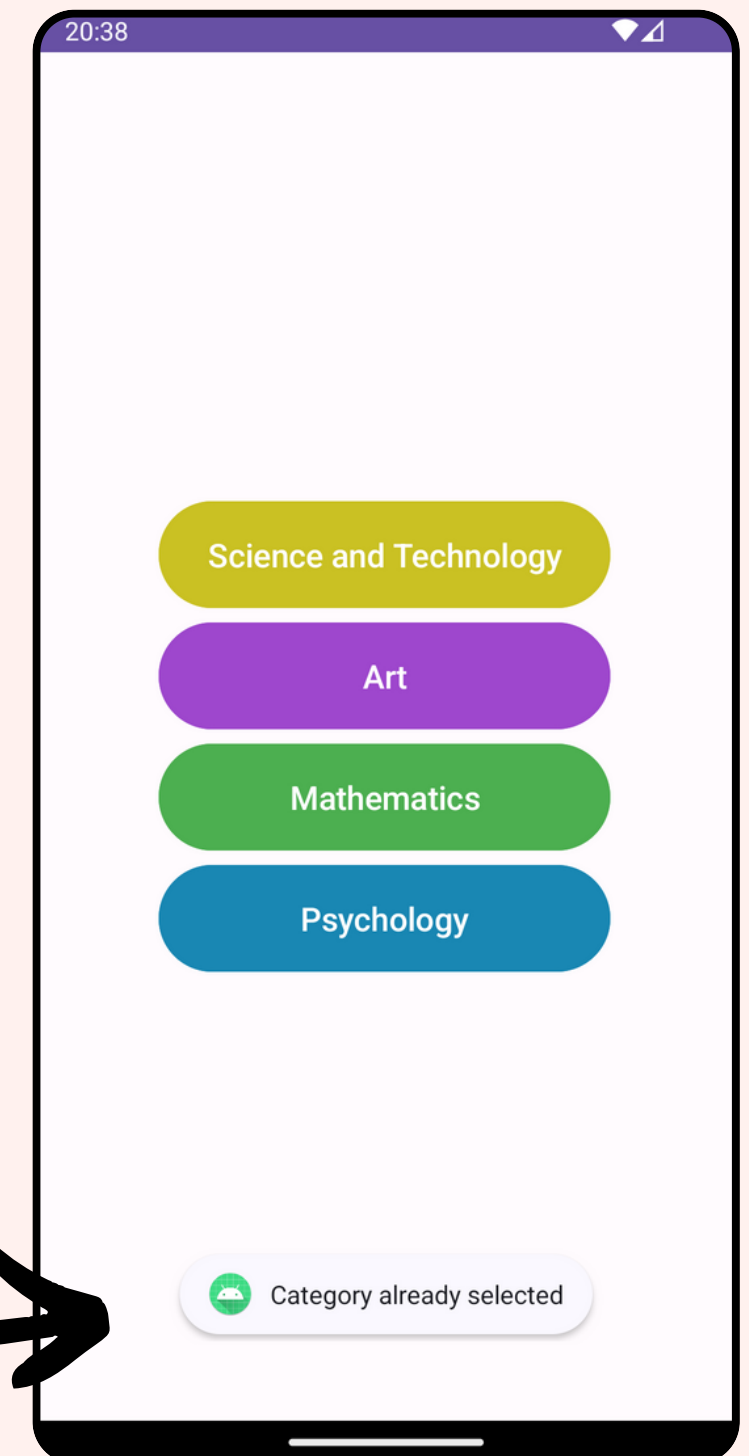 20:38
Science and Technology
Art
Mathematics
Psychology
Category already selected